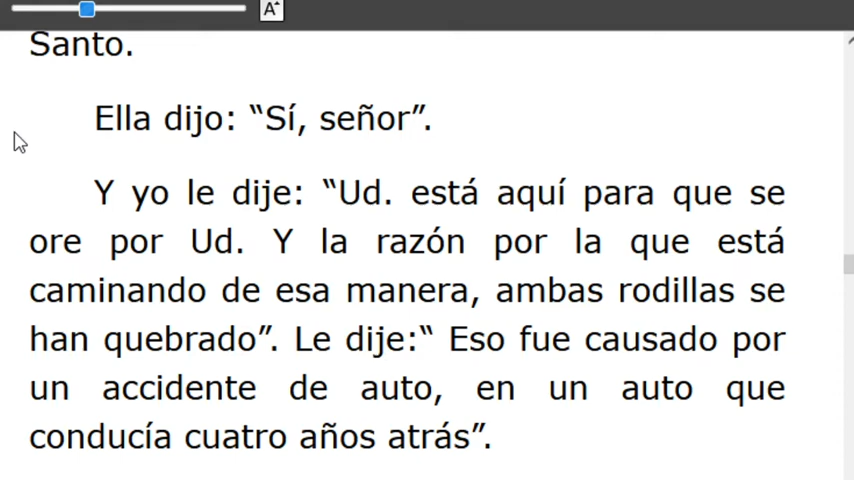 A
Santo.
Ella dijo: “Sí, señor”.
Y yo le dije: “Ud. está aquí para que se
ore por Ud. Y la razón por la que está
caminando de esa manera, ambas rodillas se
han quebrado”. Le dije:“ Eso fue causado por
un accidente de auto, en un auto que
conducía cuatro años atrás”.